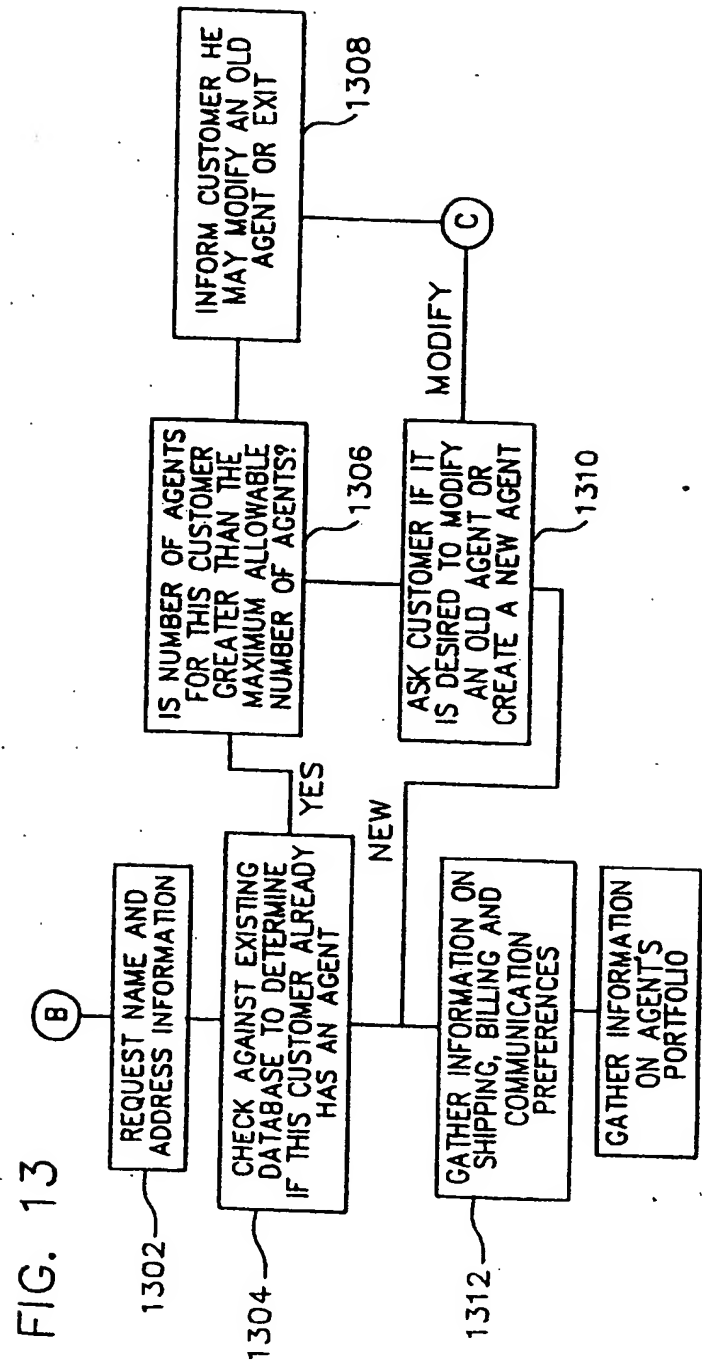 FIG. 13
B
REQUEST NAME AND
ADDRESS INFORMATION
1302
CHECK AGAINST EXISTING
DATABASE TO DETERMINE
IF THIS CUSTOMER ALREADY
HAS AN AGENT
1304
YES
IS NUMBER OF AGENTS
FOR THIS CUSTOMER
GREATER THAN THE
MAXIMUM ALLOWABLE
NUMBER OF AGENTS?
1306
INFORM CUSTOMER HE
MAY MODIFY AN OLD
AGENT OR EXIT
1308
NEW
ASK CUSTOMER IF IT
IS DESIRED TO MODIFY
AN OLD AGENT OR
CREATE A NEW AGENT
1310
MODIFY
C
GATHER INFORMATION ON
SHIPPING, BILLING AND
COMMUNICATION
PREFERENCES
1312
GATHER INFORMATION
ON AGENT'S
PORTFOLIO